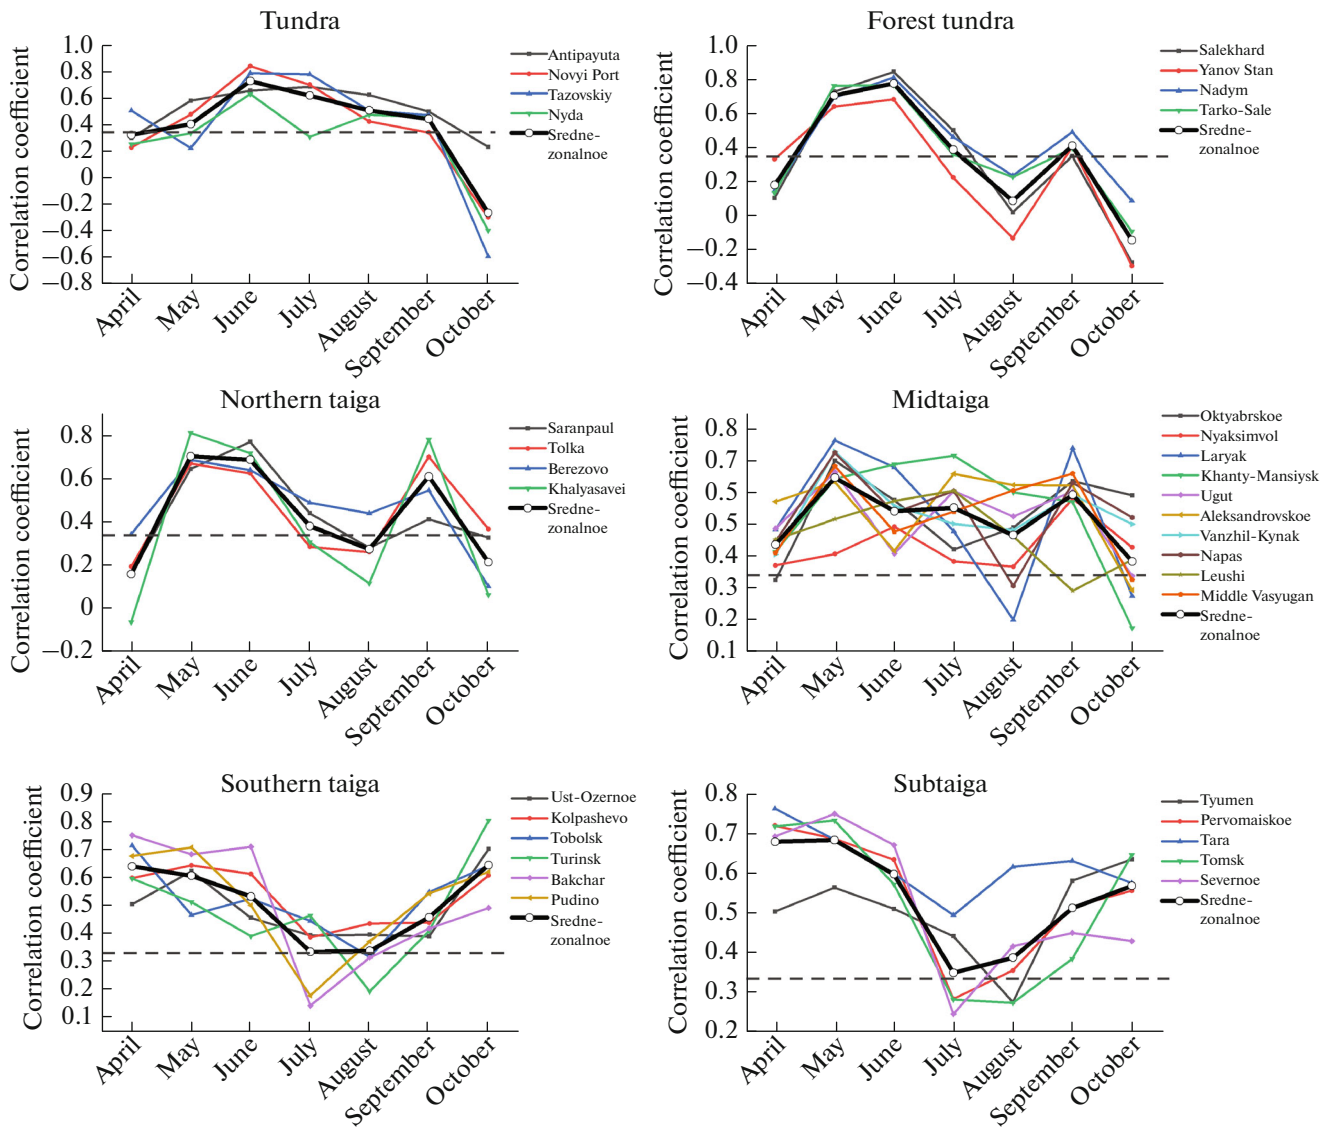 Tundra
Correlation coefficient
1.0
0.8
0.6
0.4
0.2
0
−0.2
−0.4
−0.6
−0.8
April
May
June
July
August
September
October
Antipayuta
Novyi Port
Tazovskiy
Nyda
Sredne-
zonalnoe
Forest tundra
Correlation coefficient
1.0
0.8
0.6
0.4
0.2
0
−0.2
−0.4
April
May
June
July
August
September
October
Salekhard
Yanov Stan
Nadym
Tarko-Sale
Sredne-
zonalnoe
Northern taiga
Correlation coefficient
0.8
0.6
0.4
0.2
0
−0.2
April
May
June
July
August
September
October
Saranpaul
Tolka
Berezovo
Khalyasavei
Sredne-
zonalnoe
Midtaiga
Correlation coefficient
0.8
0.7
0.5
0.5
0.4
0.3
0.2
0.1
April
May
June
July
August
September
October
Oktyabrskoe
Nyaksimvol
Laryak
Khanty-Mansiysk
Ugut
Aleksandrovskoe
Vanzhil-Kynak
Napas
Leushi
Middle Vasyugan
Sredne-
zonalnoe
Southern taiga
Correlation coefficient
0.9
0.8
0.7
0.6
0.5
0.4
0.3
0.2
0.1
April
May
June
July
August
September
October
Ust-Ozernoe
Kolpashevo
Tobolsk
Turinsk
Bakchar
Pudino
Sredne-
zonalnoe
Subtaiga
Correlation coefficient
0.8
0.7
0.6
0.5
0.4
0.3
0.2
April
May
June
July
August
September
October
Tyumen
Pervomaiskoe
Tara
Tomsk
Severnoe
Sredne-
zonalnoe